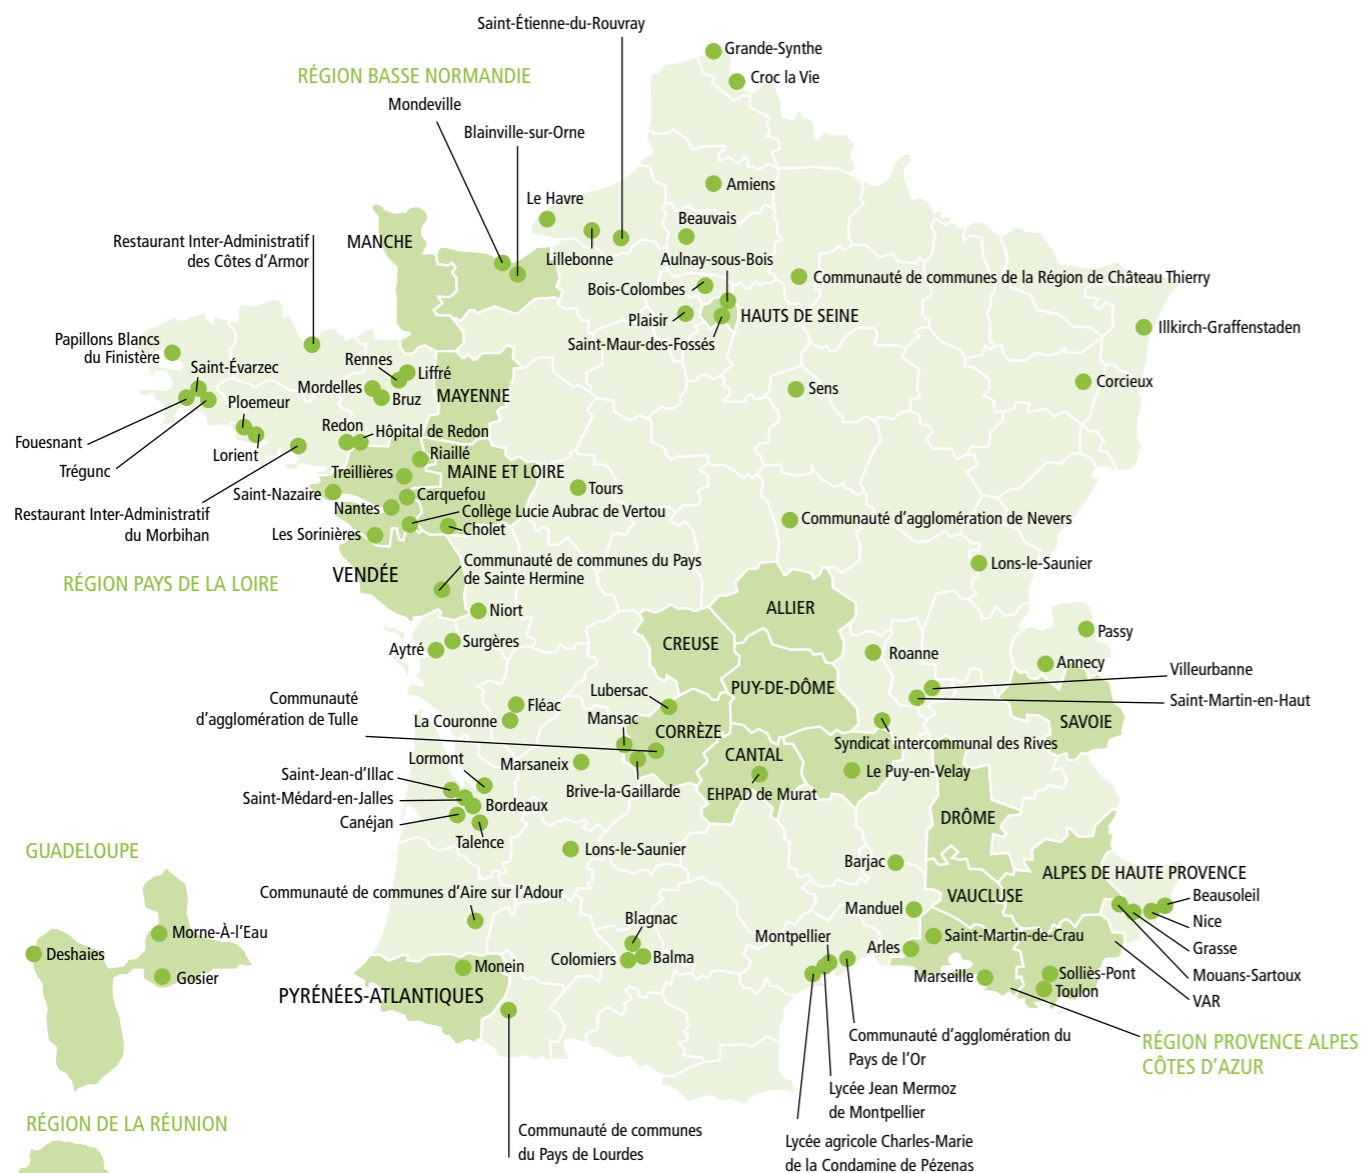 Saint-Étienne-du-Rouvray
Grande-Synthe
RÉGION BASSE NORMANDIE
Croc la Vie
Mondeville
Blainville-sur-Orne
Amiens
Le Havre
Beauvais
Restaurant Inter-Administratif
des Côtes d'Armor
MANCHE
Lillebonne
Aulnay-sous-Bois
Communauté de communes de la Région de Château Thierry
Bois-Colombes
Plaisir
HAUTS DE SEINE
Illkirch-Graffenstaden
Saint-Maur-des-Fossés
Papillons Blancs
du Finistère
Saint-Évarzec
Rennes
Liffré
Mordelles
Bruz
MAYENNE
Sens
Corcieux
Ploemeur
Fouesnant
Redon
Hôpital de Redon
Trégunc
Lorient
Riaillé
Treillières
MAINE ET LOIRE
Saint-Nazaire
Carquefou
Tours
Nantes
Collège Lucie Aubrac de Vertou
Restaurant Inter-Administratif
du Morbihan
Les Sorinières
Cholet
Communauté d'agglomération de Nevers
Communauté de communes du Pays
de Sainte Hermine
Lons-le-Saunier
RÉGION PAYS DE LA LOIRE
VENDÉE
Niort
ALLIER
Passy
Surgères
Aytré
CREUSE
Roanne
Annecy
Villeurbanne
Communauté
d'agglomération de Tulle
Lubersac
PUY-DE-DÔME
Saint-Martin-en-Haut
Fléac
La Couronne
Mansac
CORRÈZE
SAVOIE
Syndicat intercommunal des Rives
Lormont
Marsaneix
CANTAL
Le Puy-en-Velay
Saint-Jean-d'Illac
Brive-la-Gaillarde
EHPAD de Murat
Saint-Médard-en-Jalles
Bordeaux
Canéjan
Talence
DRÔME
GUADELOUPE
Lons-le-Saunier
Barjac
ALPES DE HAUTE PROVENCE
Communauté de communes d'Aire sur l'Adour
VAUCLUSE
Beausoleil
Manduel
Nice
Blagnac
Morne-À-l'Eau
Montpellier
Saint-Martin-de-Crau
Grasse
Deshaies
Colomiers
Balma
Arles
Monein
Marseille
Solliès-Pont
Mouans-Sartoux
Gosier
Toulon
PYRÉNÉES-ATLANTIQUES
VAR
Communauté d'agglomération du
Pays de l'Or
RÉGION PROVENCE ALPES
CÔTES D'AZUR
Lycée Jean Mermoz
de Montpellier
RÉGION DE LA RÉUNION
Communauté de communes
du Pays de Lourdes
Lycée agricole Charles-Marie
de la Condamine de Pézenas